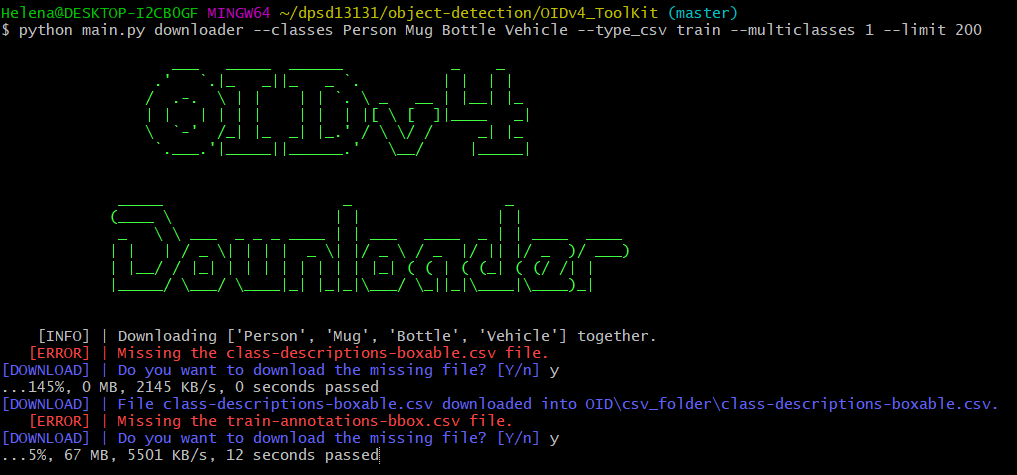 Helena@DESKTOP-I2CB0GF MINGW64 ~/dpsd13131/object-detection/OIDv4_ToolKit (master)
$ python main.py downloader --classes Person Mug Bottle Vehicle --type_csv train --multiclasses 1 --limit 200
OIDv4
Downloader
[INFO] | Downloading ['Person', 'Mug', 'Bottle', 'Vehicle'] together.
[ERROR] | Missing the class-descriptions-boxable.csv file.
[DOWNLOAD] | Do you want to download the missing file? [Y/n] y
...145%, 0 MB, 2145 KB/s, 0 seconds passed
[DOWNLOAD] | File class-descriptions-boxable.csv downloaded into OID\csv_folder\class-descriptions-boxable.csv.
[ERROR] | Missing the train-annotations-bbox.csv file.
[DOWNLOAD] | Do you want to download the missing file? [Y/n] y
...5%, 67 MB, 5501 KB/s, 12 seconds passed